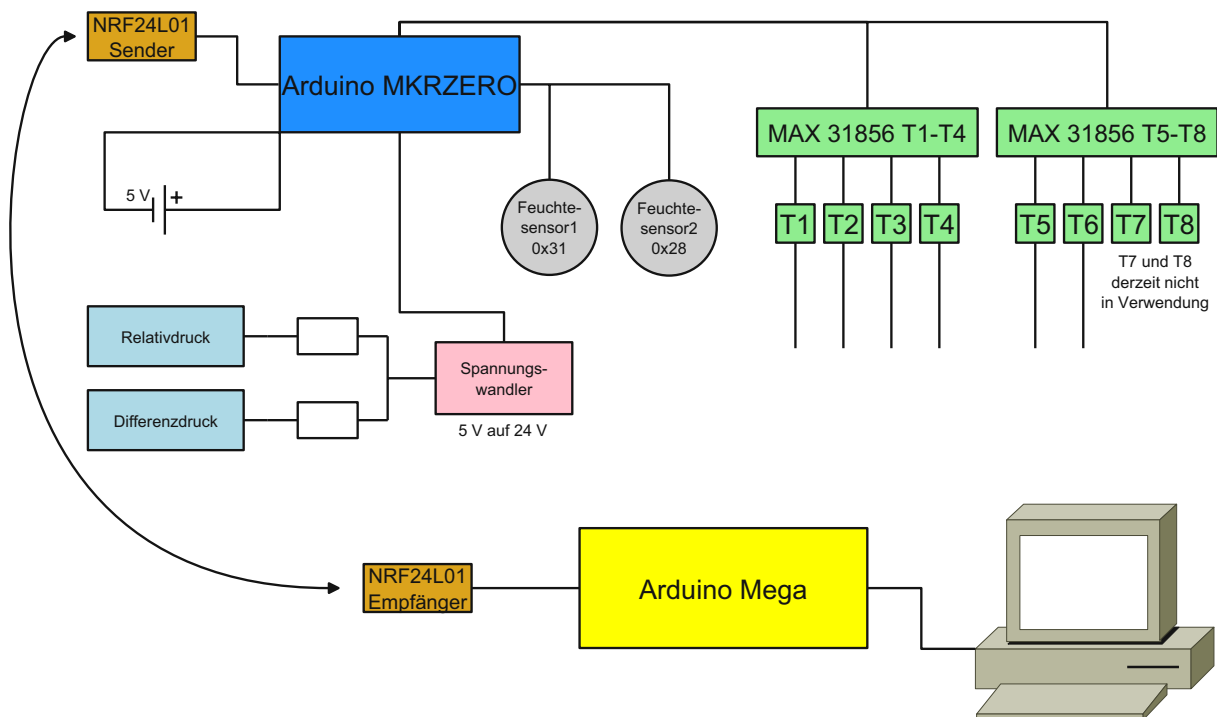 NRF24L01
Sender
Arduino MKRZERO
MAX 31856 T1-T4
MAX 31856 T5-T8
5 V
+
Feuchte-
sensor1
0x31
Feuchte-
sensor2
0x28
T1
T2
T3
T4
T5
T6
T7
T8
T7 und T8
derzeit nicht
in Verwendung
Relativdruck
Differenzdruck
Spannungs-
wandler
5 V auf 24 V
NRF24L01
Empfänger
Arduino Mega